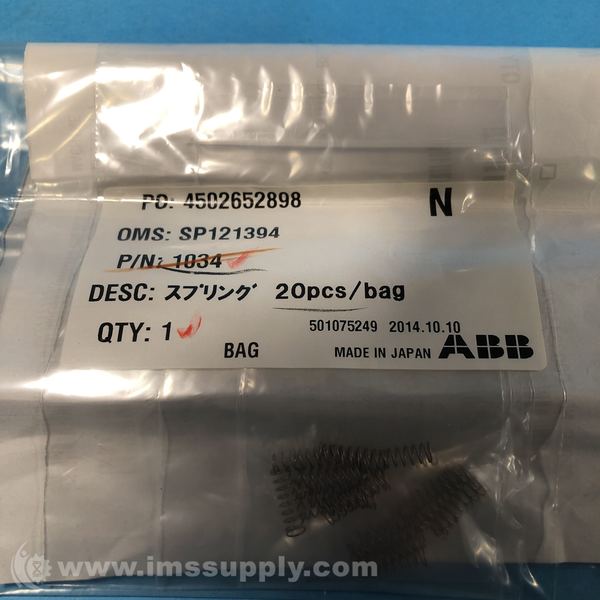 PO: 4502652898 N
OMS: SP121394
P/N: 1034
DESC: スプリング 20pcs/bag
QTY: 1 501075249 2014.10.10
BAG MADE IN JAPAN ABB
www.imssupply.com